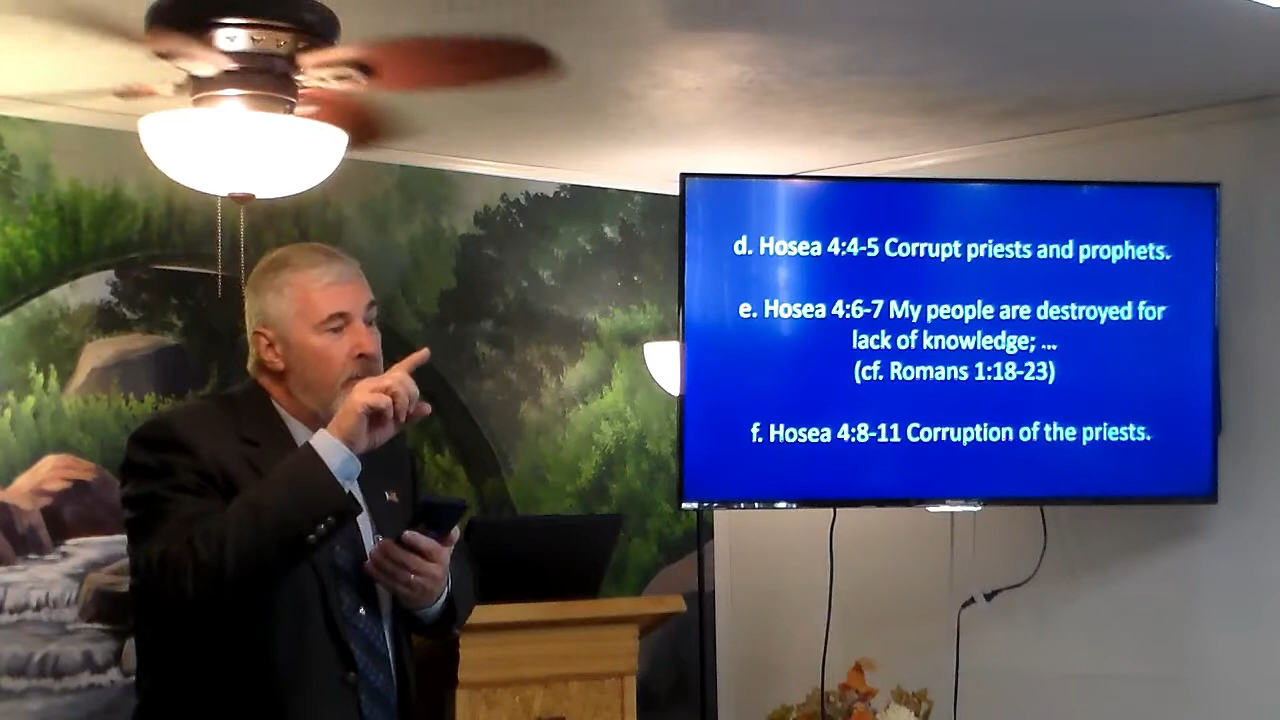 d. Hosea 4:4-5 Corrupt priests and prophets.
e. Hosea 4:6-7 My people are destroyed for
lack of knowledge; ...
(cf. Romans 1:18-23)
f. Hosea 4:8-11 Corruption of the priests.